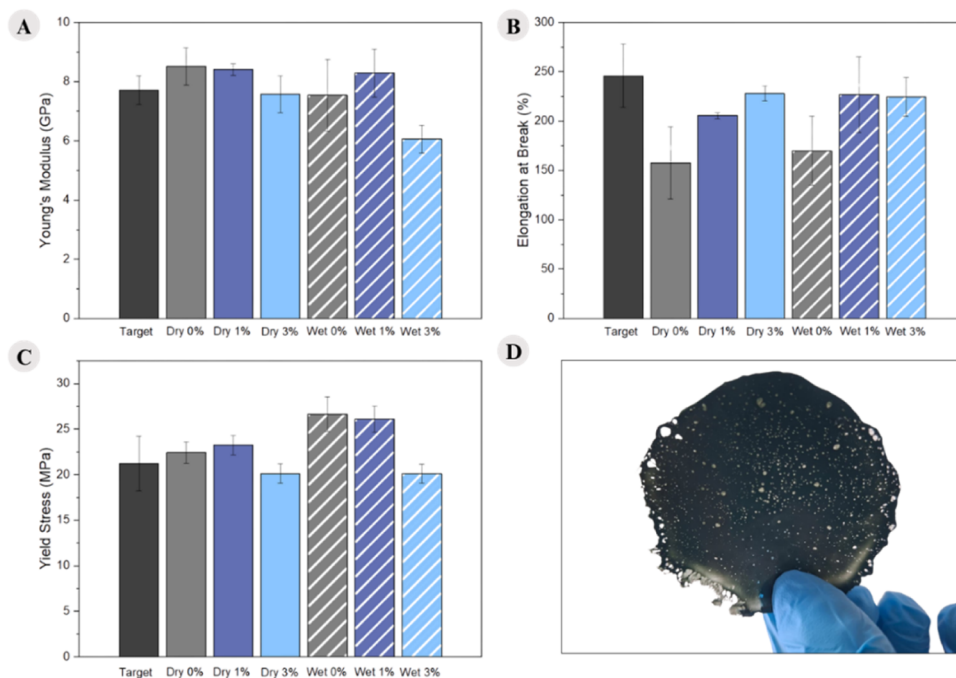 A
B
Young's Modulus (GPa)
10
8
6
4
2
0
Target Dry 0% Dry 1% Dry 3% Wet 0% Wet 1% Wet 3%
Elongation at Break (%)
300
250
200
150
100
50
0
Target Dry 0% Dry 1% Dry 3% Wet 0% Wet 1% Wet 3%
C
D
Yield Stress (MPa)
30
25
20
15
10
5
0
Target Dry 0% Dry 1% Dry 3% Wet 0% Wet 1% Wet 3%